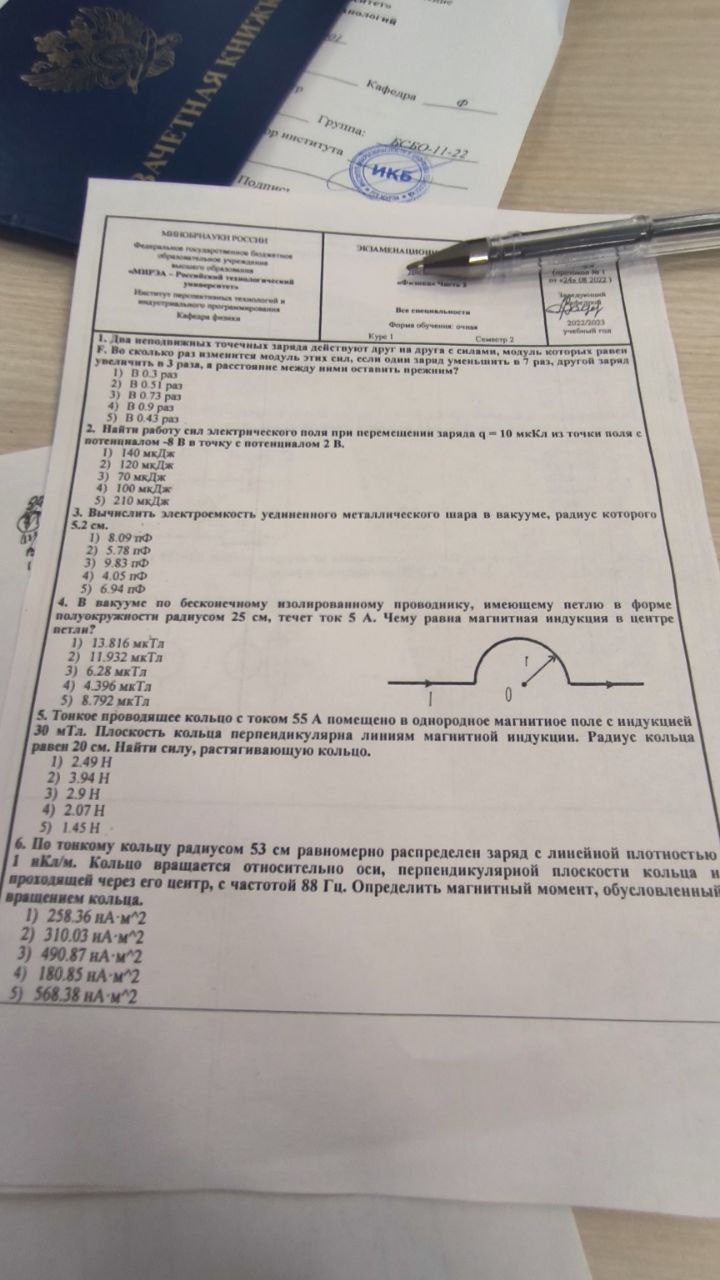 ЗАЧЕТНАЯ КНИЖК
Кафедра Ф
Группа: БСБО-11-22
ор института
ИКБ
Подпись
МИНОБРНАУКИ РОССИИ
Федеральное государственное бюджетное
образовательное учреждение
высшего образования
«МИРЭА – Российский технологический
университет»
Институт перспективных технологий и
индустриального программирования
Кафедра физики
ЭКЗАМЕНАЦИОН
«Физика» Часть 2
Все специальности
Форма обучения: очная
Курс 1 Семестр 2
(протокол № 1
от «24» 08 2022 )
Заведующий
кафедрой
2022/2023
учебный год
1. Два неподвижных точечных заряда действуют друг на друга с силами, модуль которых равен
F. Во сколько раз изменится модуль этих сил, если один заряд уменьшить в 7 раз, другой заряд
увеличить в 3 раза, а расстояние между ними оставить прежним?
1) В 0.3 раз
2) В 0.51 раз
3) В 0.73 раз
4) В 0.9 раз
5) В 0.43 раз
2. Найти работу сил электрического поля при перемещении заряда q = 10 мкКл из точки поля с
потенциалом -8 В в точку с потенциалом 2 В.
1) 140 мкДж
2) 120 мкДж
3) 70 мкДж
4) 100 мкДж
5) 210 мкДж
3. Вычислить электроемкость уединенного металлического шара в вакууме, радиус которого
5.2 см.
1) 8.09 пФ
2) 5.78 пФ
3) 9.83 пФ
4) 4.05 пФ
5) 6.94 пФ
4. В вакууме по бесконечному изолированному проводнику, имеющему петлю в форме
полуокружности радиусом 25 см, течет ток 5 А. Чему равна магнитная индукция в центре
петли?
1) 13.816 мкТл
2) 11.932 мкТл
3) 6.28 мкТл
4) 4.396 мкТл
5) 8.792 мкТл
r
I 0
5. Тонкое проводящее кольцо с током 55 А помещено в однородное магнитное поле с индукцией
30 мТл. Плоскость кольца перпендикулярна линиям магнитной индукции. Радиус кольца
равен 20 см. Найти силу, растягивающую кольцо.
1) 2.49 Н
2) 3.94 Н
3) 2.9 Н
4) 2.07 Н
5) 1.45 Н
6. По тонкому кольцу радиусом 53 см равномерно распределен заряд с линейной плотностью
1 нКл/м. Кольцо вращается относительно оси, перпендикулярной плоскости кольца и
проходящей через его центр, с частотой 88 Гц. Определить магнитный момент, обусловленный
вращением кольца.
1) 258.36 нА·м^2
2) 310.03 нА·м^2
3) 490.87 нА·м^2
4) 180.85 нА·м^2
5) 568.38 нА·м^2